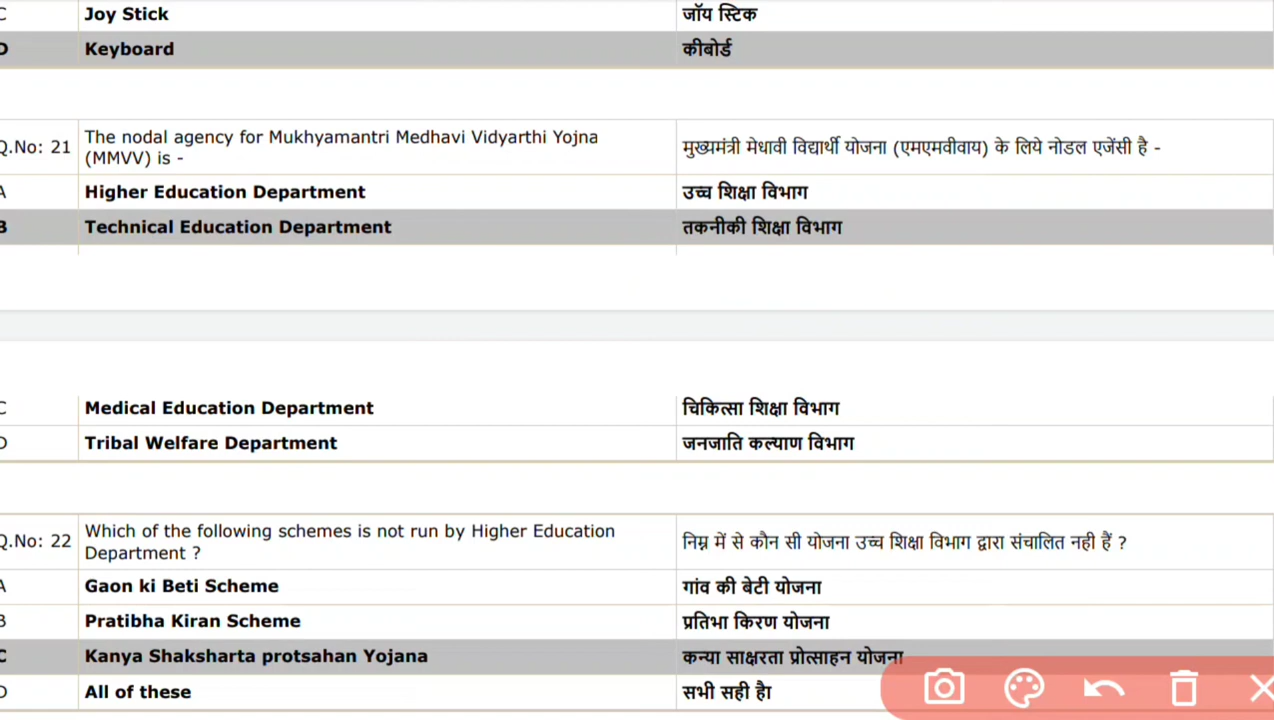 C Joy Stick जॉय स्टिक
D Keyboard कीबोर्ड
Q.No: 21 The nodal agency for Mukhyamantri Medhavi Vidyarthi Yojna
(MMVV) is - मुख्यमंत्री मेधावी विद्यार्थी योजना (एमएमवीवाय) के लिये नोडल एजेंसी है -
A Higher Education Department उच्च शिक्षा विभाग
B Technical Education Department तकनीकी शिक्षा विभाग
C Medical Education Department चिकित्सा शिक्षा विभाग
D Tribal Welfare Department जनजाति कल्याण विभाग
Q.No: 22 Which of the following schemes is not run by Higher Education
Department ? निम्न में से कौन सी योजना उच्च शिक्षा विभाग द्वारा संचालित नही हैं ?
A Gaon ki Beti Scheme गांव की बेटी योजना
B Pratibha Kiran Scheme प्रतिभा किरण योजना
C Kanya Shaksharta protsahan Yojana कन्या साक्षरता प्रोत्साहन योजना
D All of these सभी सही है।